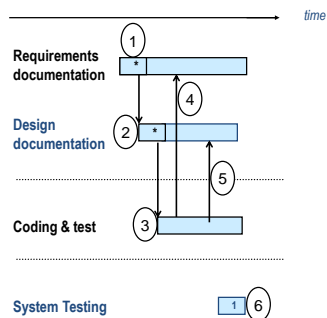 time
1
Requirements
documentation
*
4
Design
documentation
2
*
5
Coding & test
3
System Testing
1
6